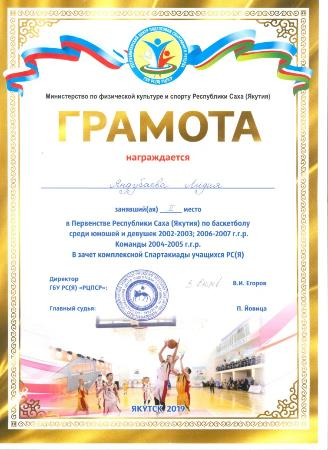 Министерство по физической культуре и спорту Республики Саха (Якутия)
ГРАМОТА
награждается
Яндубаева Лидия
занявший(ая) II место
в Первенстве Республики Саха (Якутия) по баскетболу
среди юношей и девушек 2002-2003; 2006-2007 г.г.р.
Команды 2004-2005 г.г.р.
В зачет комплексной Спартакиады учащихся РС(Я)
Директор
ГБУ РС(Я) «РЦПСР»: В.И. Егоров
Главный судья: П. Йовица
ЯКУТСК, 2019